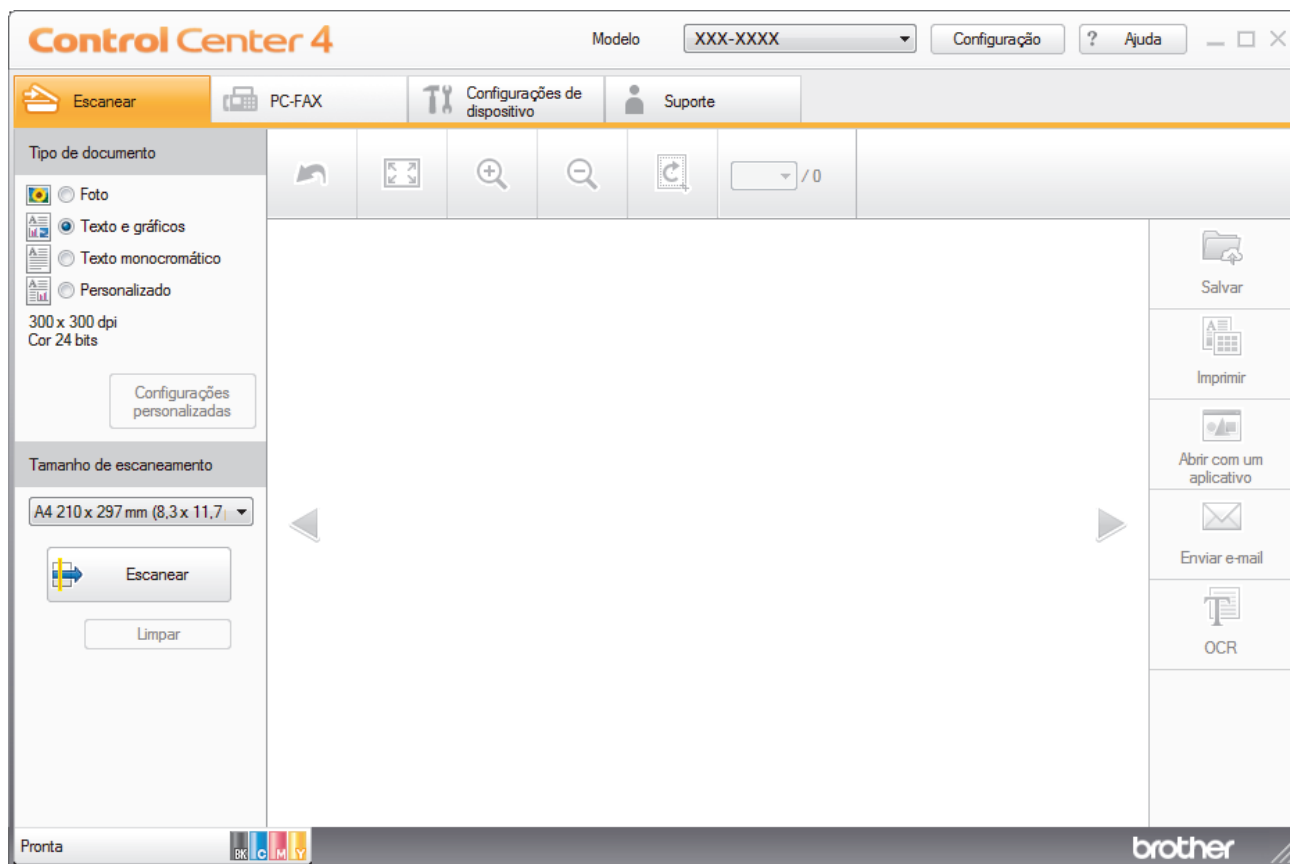 Control Center 4
Modelo
XXX-XXXX
Configuração
? Ajuda
Escanear
PC-FAX
Configurações de
dispositivo
Suporte
Tipo de documento
Foto
Texto e gráficos
Texto monocromático
Personalizado
300 x 300 dpi
Cor 24 bits
Configurações
personalizadas
Tamanho de escaneamento
A4 210 x 297 mm (8,3 x 11,7
Escanear
Limpar
/ 0
Salvar
Imprimir
Abrir com um
aplicativo
Enviar e-mail
OCR
Pronta
BK C M Y
brother